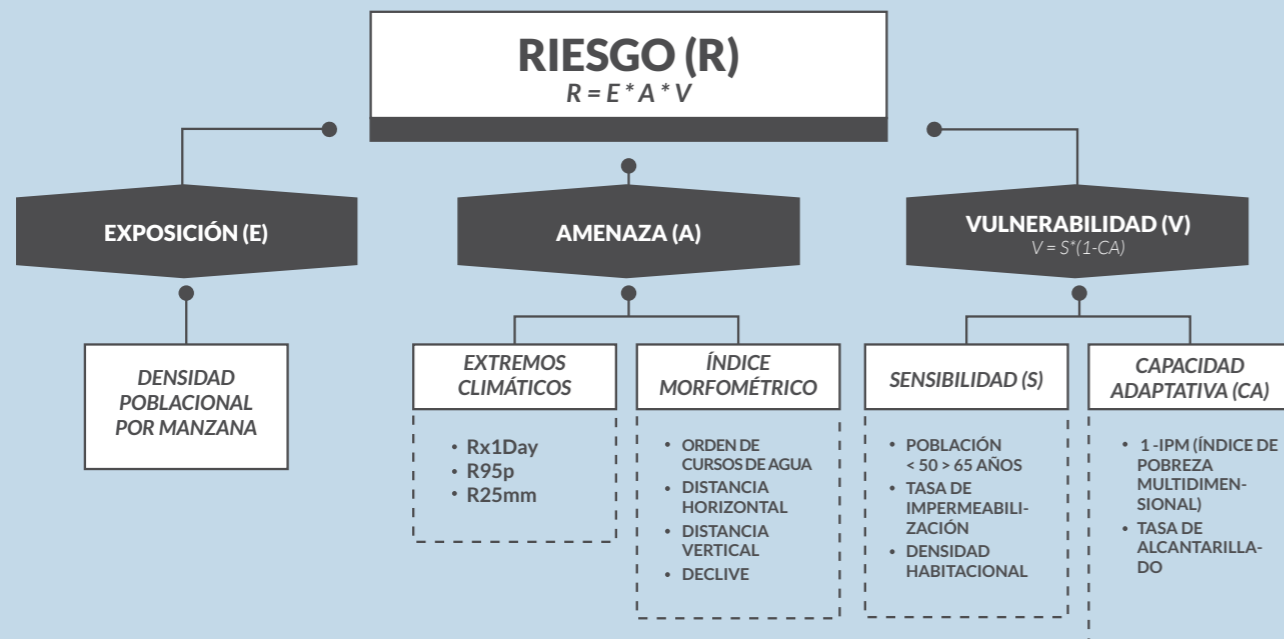 RIESGO (R)
R = E * A * V
EXPOSICIÓN (E)
AMENAZA (A)
VULNERABILIDAD (V)
V = S*(1-CA)
DENSIDAD
POBLACIONAL
POR MANZANA
EXTREMOS
CLIMÁTICOS
• Rx1Day
• R95p
• R25mm
ÍNDICE
MORFOMÉTRICO
• ORDEN DE
CURSOS DE AGUA
• DISTANCIA
HORIZONTAL
• DISTANCIA
VERTICAL
• DECLIVE
SENSIBILIDAD (S)
• POBLACIÓN
< 50 > 65 AÑOS
• TASA DE
IMPERMEABILI-
ZACIÓN
• DENSIDAD
HABITACIONAL
CAPACIDAD
ADAPTATIVA (CA)
• 1 -IPM (ÍNDICE DE
POBREZA
MULTIDIMEN-
SIONAL)
• TASA DE
ALCANTARILLA-
DO